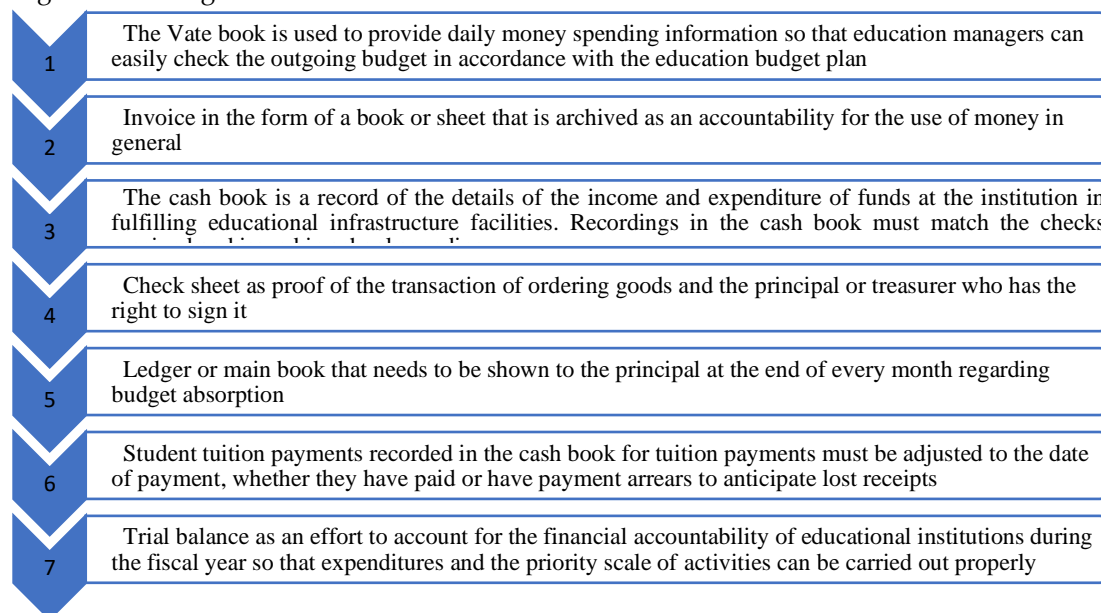 1
The Vate book is used to provide daily money spending information so that education managers can
easily check the outgoing budget in accordance with the education budget plan
2
Invoice in the form of a book or sheet that is archived as an accountability for the use of money in
general
3
The cash book is a record of the details of the income and expenditure of funds at the institution in
fulfilling educational infrastructure facilities. Recordings in the cash book must match the checks
4
Check sheet as proof of the transaction of ordering goods and the principal or treasurer who has the
right to sign it
5
Ledger or main book that needs to be shown to the principal at the end of every month regarding
budget absorption
6
Student tuition payments recorded in the cash book for tuition payments must be adjusted to the date
of payment, whether they have paid or have payment arrears to anticipate lost receipts
7
Trial balance as an effort to account for the financial accountability of educational institutions during
the fiscal year so that expenditures and the priority scale of activities can be carried out properly